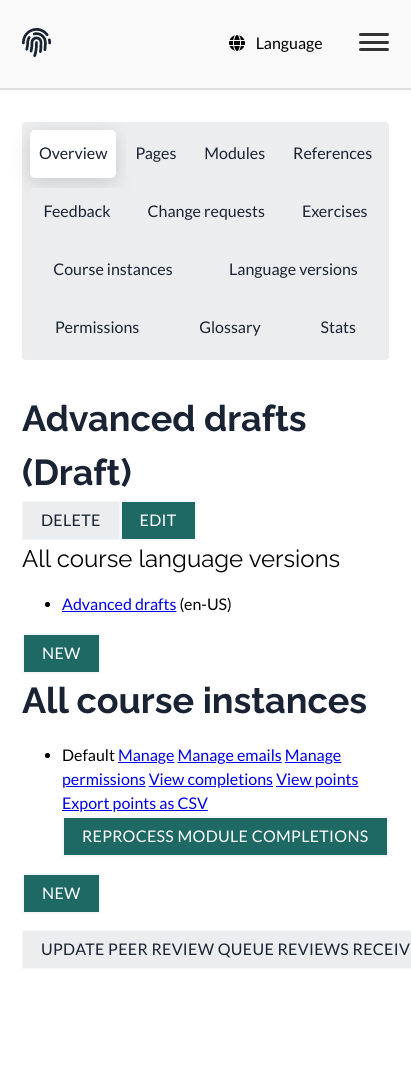 Language
Overview Pages Modules References
Feedback Change requests Exercises
Course instances Language versions
Permissions Glossary Stats
Advanced drafts
(Draft)
DELETE EDIT
All course language versions
Advanced drafts (en-US)
NEW
All course instances
Default Manage Manage emails Manage
permissions View completions View points
Export points as CSV
REPROCESS MODULE COMPLETIONS
NEW
UPDATE PEER REVIEW QUEUE REVIEWS RECEIV